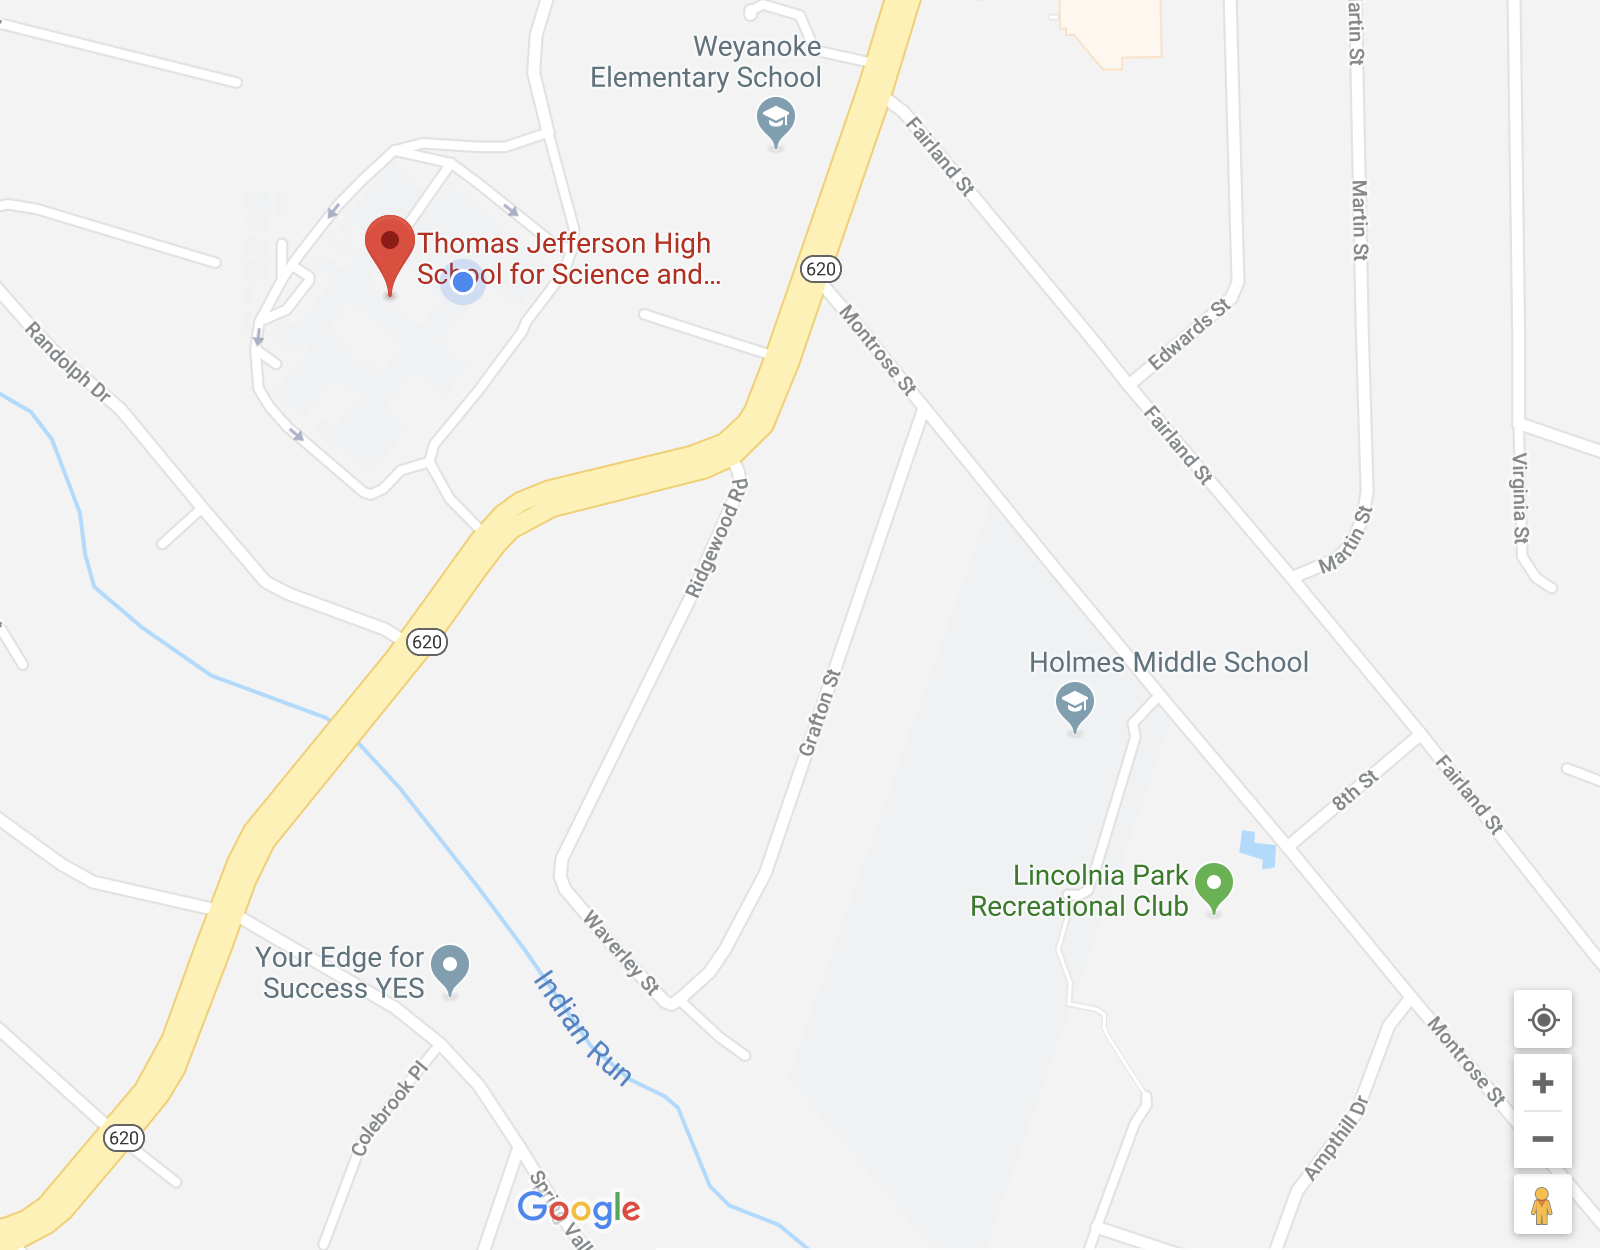 Weyanoke
Elementary School
Fairland St
Martin St
Martin St
Thomas Jefferson High
School for Science and...
620
Montrose St
Edwards St
Randolph Dr
Fairland St
Virginia St
Ridgewood Rd
Martin St
620
Holmes Middle School
Grafton St
8th St
Fairland St
Lincolnia Park
Recreational Club
Waverley St
Your Edge for
Success YES
Indian Run
Montrose St
Colebrook Pl
Ampthill Dr
620
Google